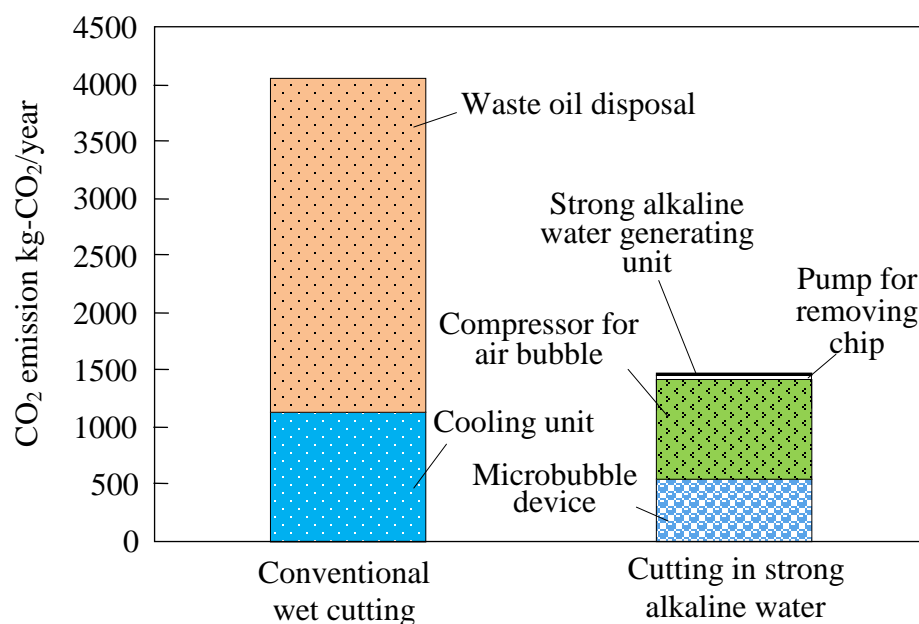 CO₂ emission kg-CO₂/year
4500
4000
3500
3000
2500
2000
1500
1000
500
0
Waste oil disposal
Cooling unit
Strong alkaline
water generating
unit
Pump for
removing
chip
Compressor for
air bubble
Microbubble
device
Conventional
wet cutting
Cutting in strong
alkaline water